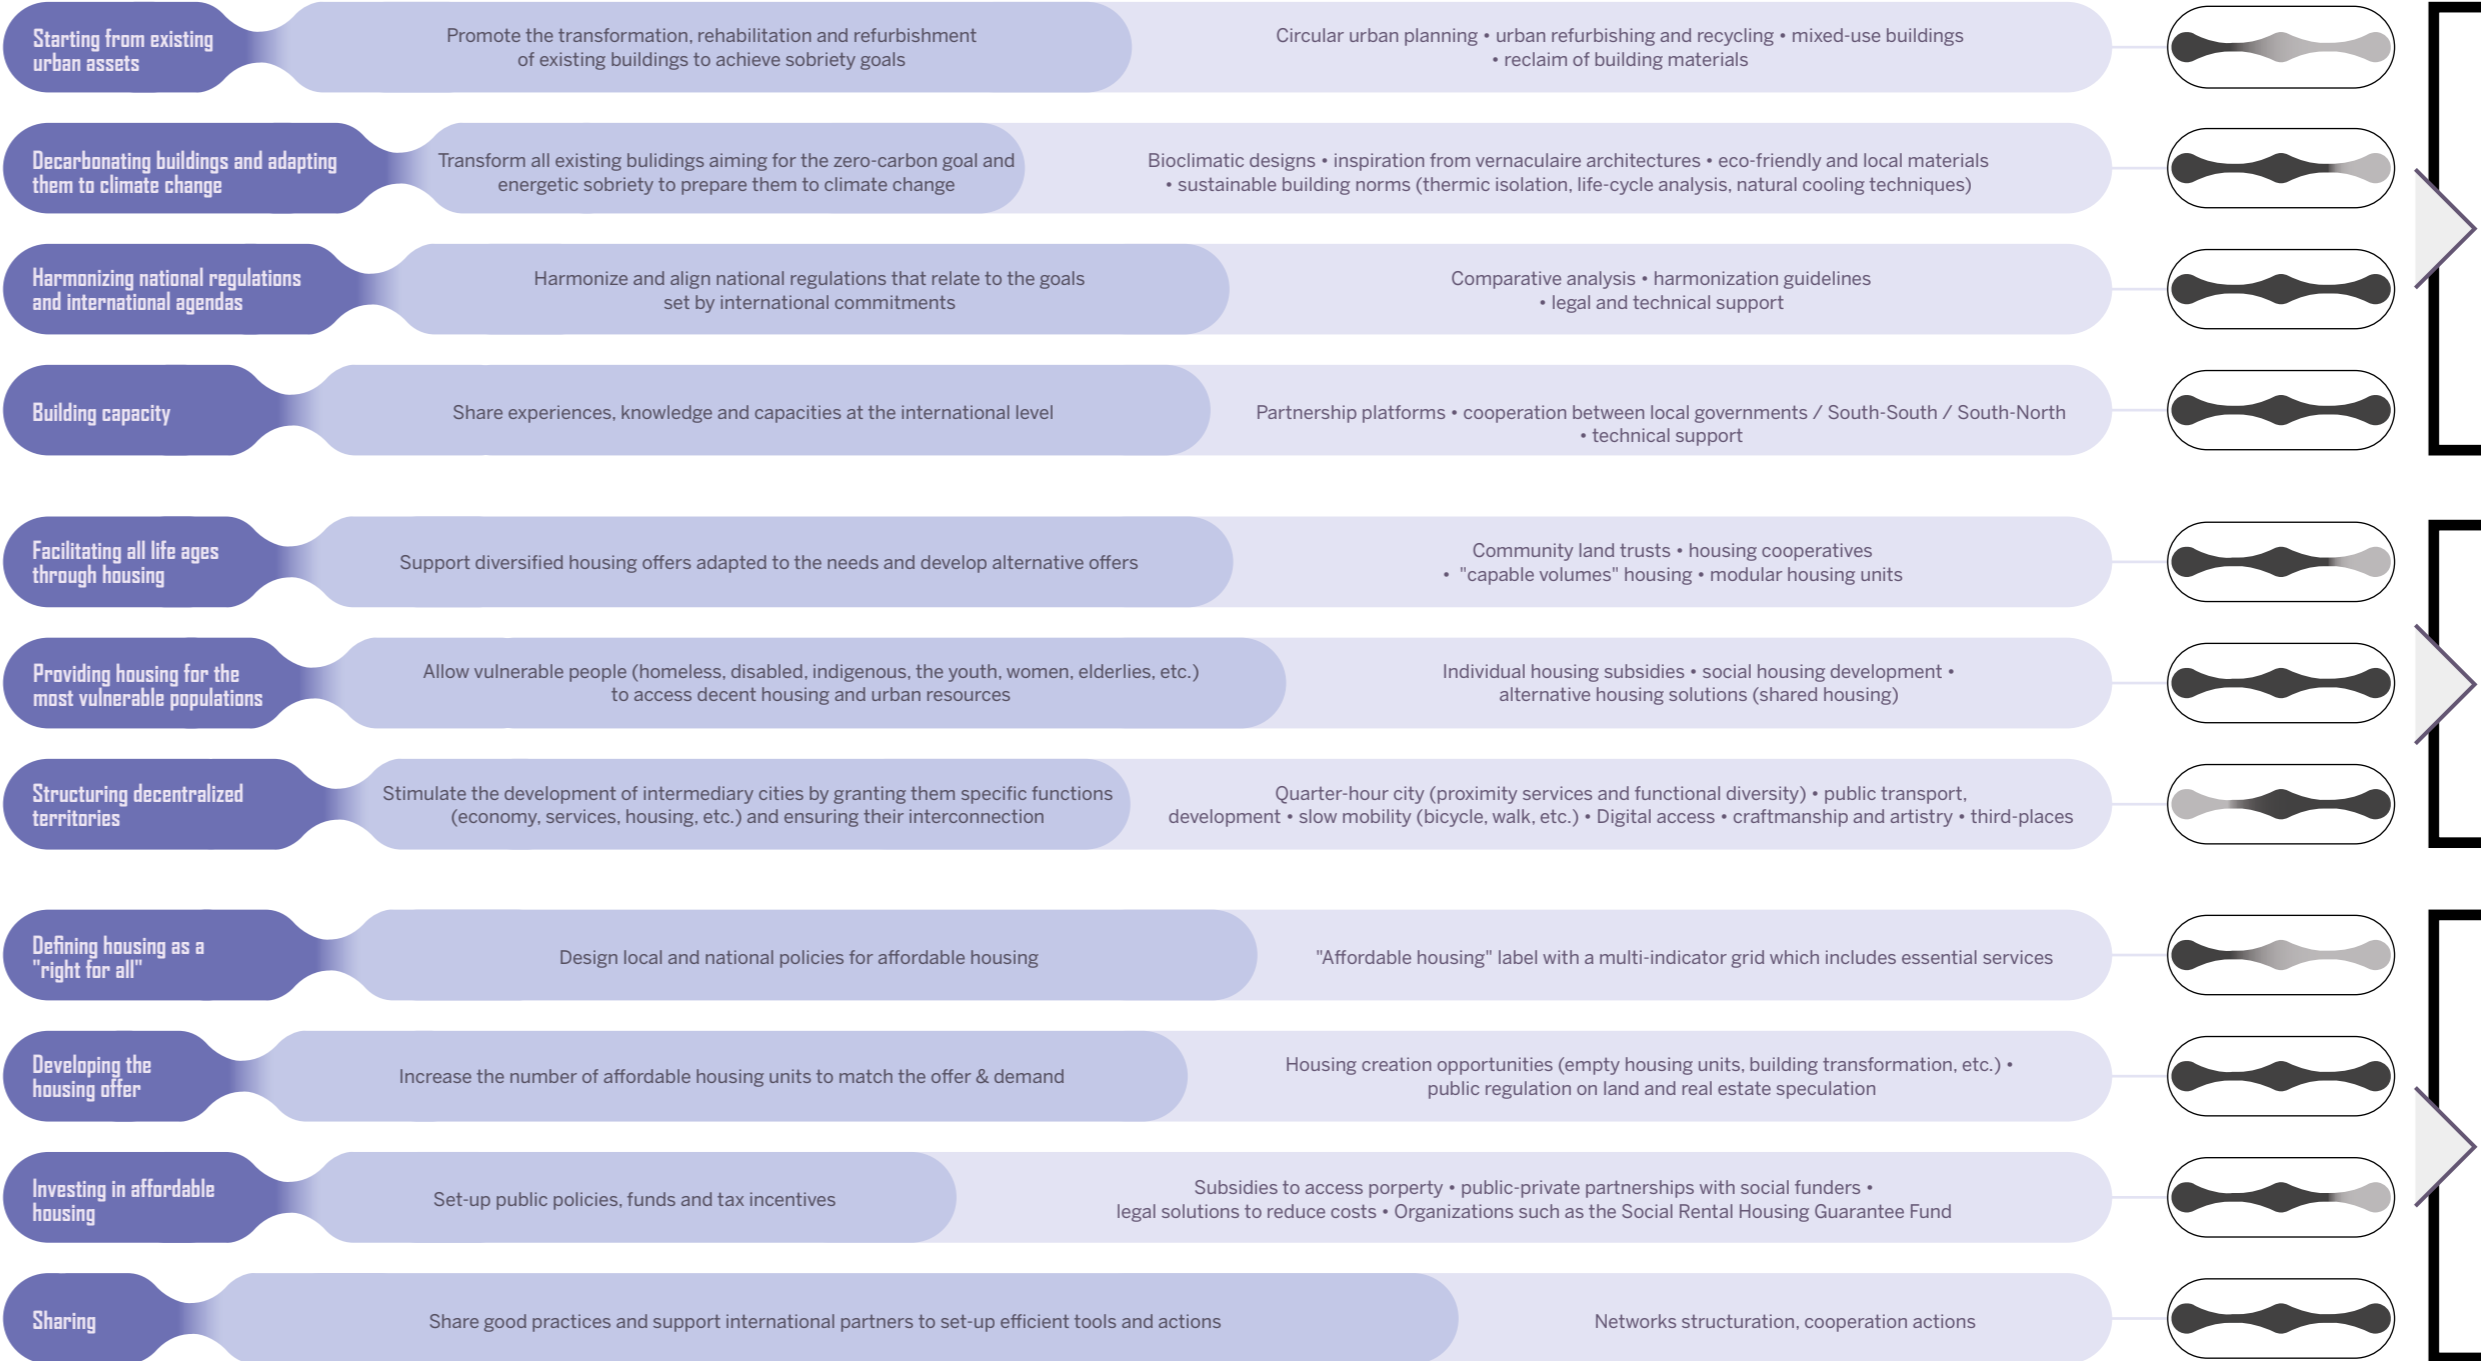 Starting from existing
urban assets
Promote the transformation, rehabilitation and refurbishment
of existing buildings to achieve sobriety goals
Circular urban planning • urban refurbishing and recycling • mixed-use buildings
• reclaim of building materials
Decarbonating buildings and adapting
them to climate change
Transform all existing bulidings aiming for the zero-carbon goal and
energetic sobriety to prepare them to climate change
Bioclimatic designs • inspiration from vernaculaire architectures • eco-friendly and local materials
• sustainable building norms (thermic isolation, life-cycle analysis, natural cooling techniques)
Harmonizing national regulations
and international agendas
Harmonize and align national regulations that relate to the goals
set by international commitments
Comparative analysis • harmonization guidelines
• legal and technical support
Building capacity
Share experiences, knowledge and capacities at the international level
Partnership platforms • cooperation between local governments / South-South / South-North
• technical support
Facilitating all life ages
through housing
Support diversified housing offers adapted to the needs and develop alternative offers
Community land trusts • housing cooperatives
• "capable volumes" housing • modular housing units
Providing housing for the
most vulnerable populations
Allow vulnerable people (homeless, disabled, indigenous, the youth, women, elderlies, etc.)
to access decent housing and urban resources
Individual housing subsidies • social housing development •
alternative housing solutions (shared housing)
Structuring decentralized
territories
Stimulate the development of intermediary cities by granting them specific functions
(economy, services, housing, etc.) and ensuring their interconnection
Quarter-hour city (proximity services and functional diversity) • public transport,
development • slow mobility (bicycle, walk, etc.) • Digital access • craftmanship and artistry • third-places
Defining housing as a
"right for all"
Design local and national policies for affordable housing
"Affordable housing" label with a multi-indicator grid which includes essential services
Developing the
housing offer
Increase the number of affordable housing units to match the offer & demand
Housing creation opportunities (empty housing units, building transformation, etc.) •
public regulation on land and real estate speculation
Investing in affordable
housing
Set-up public policies, funds and tax incentives
Subsidies to access porperty • public-private partnerships with social funders •
legal solutions to reduce costs • Organizations such as the Social Rental Housing Guarantee Fund
Sharing
Share good practices and support international partners to set-up efficient tools and actions
Networks structuration, cooperation actions